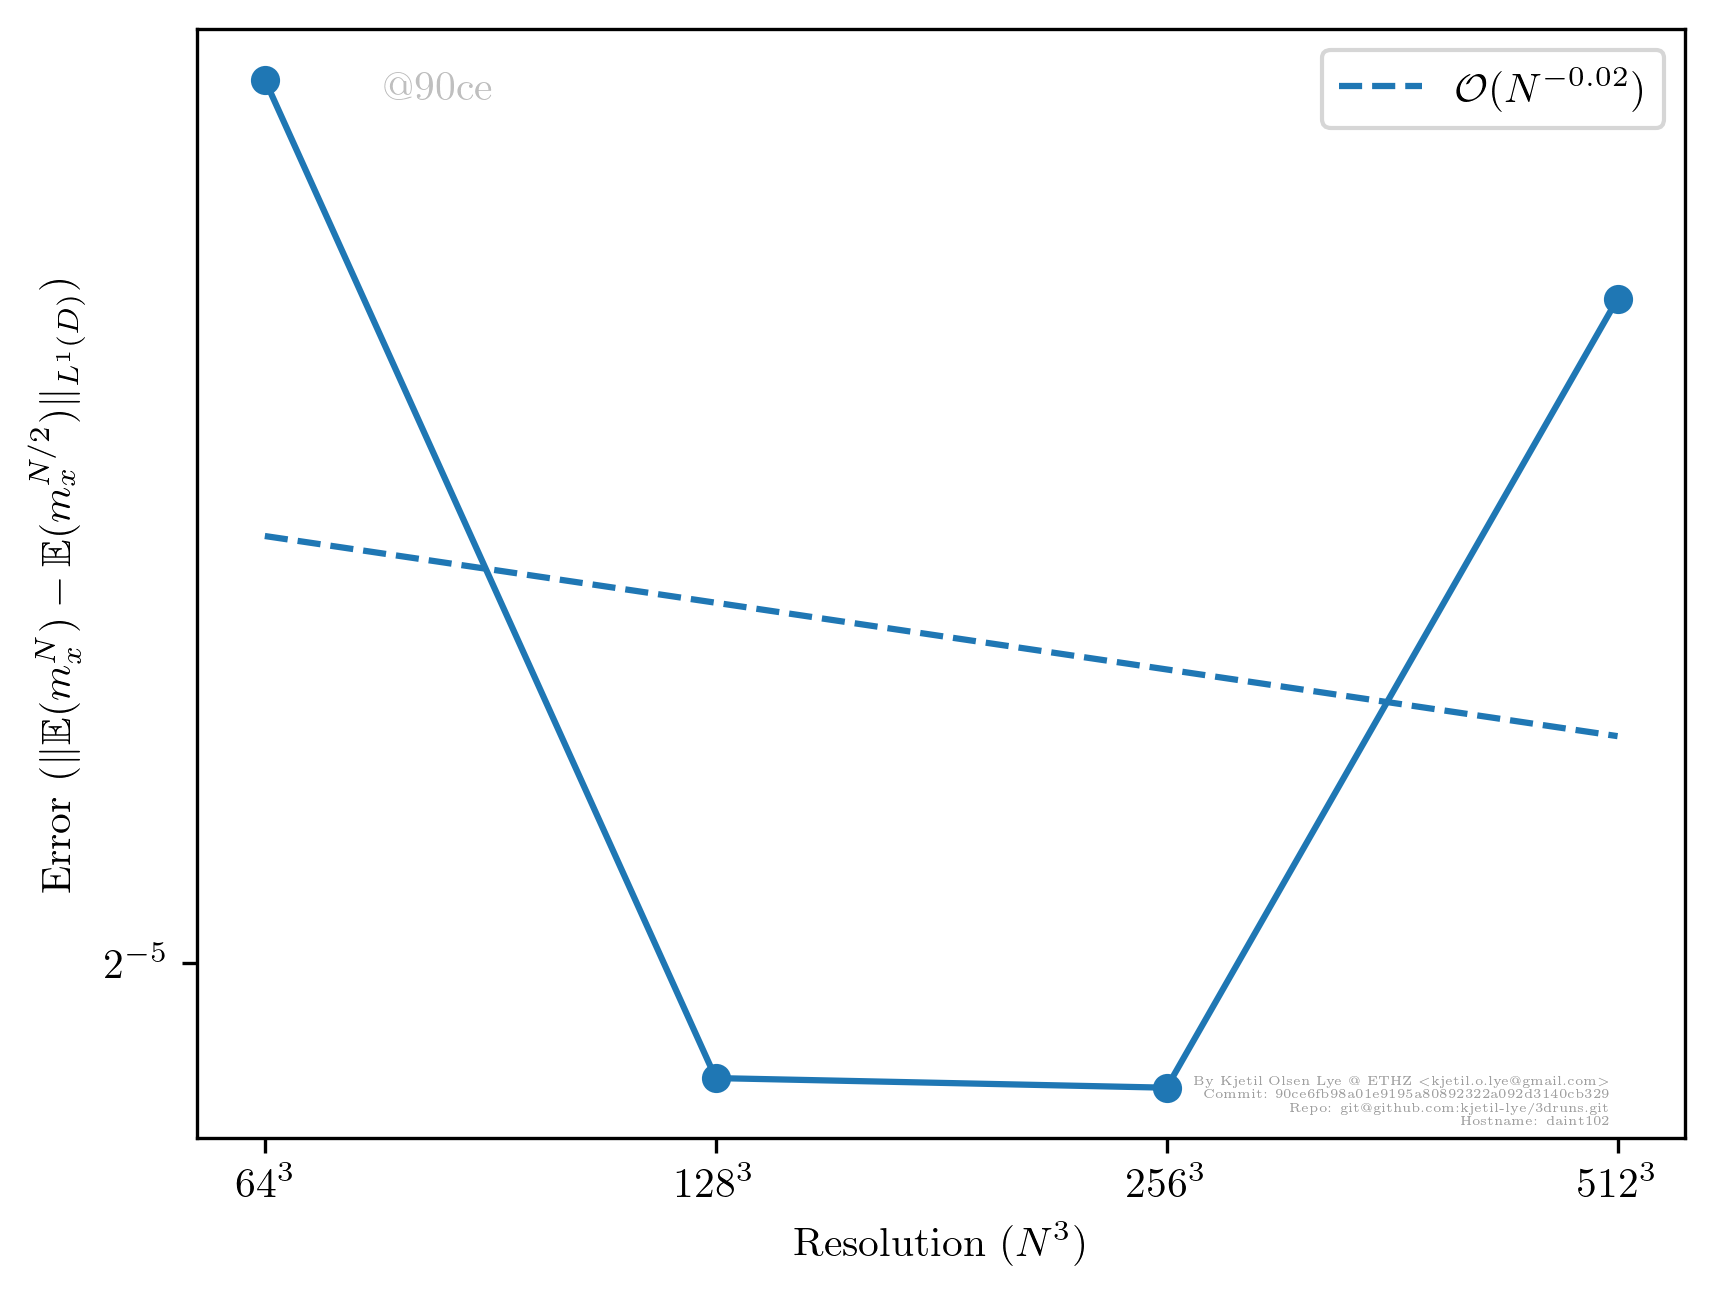 @90ce
𝒪(N^{-0.02})
Error (||𝔼(m_x^N) − 𝔼(m_x^{N/2})||_{L^1(D)})
2^{-5}
64^3 128^3 256^3 512^3
Resolution (N^3)
By Kjetil Olsen Lye @ ETHZ <kjetil.o.lye@gmail.com>
Commit: 90ce6fb98a01e9195a80892322a092d3140cb329
Repo: git@github.com:kjetil-lye/3druns.git
Hostname: daint102